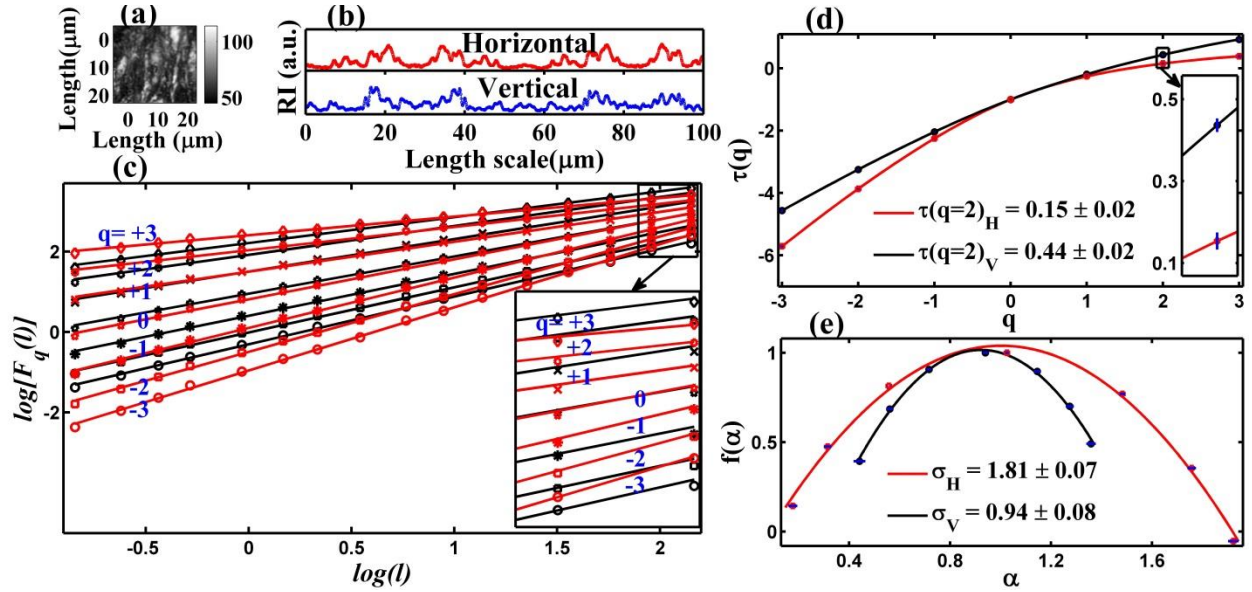 (a)
Length(μm)
0
10
20
0 10 20
Length (μm)
100
50
(b)
RI (a.u.)
Horizontal
Vertical
0 20 40 60 80 100
Length scale(μm)
(c)
log[F_q(l)]
2
0
-2
q= +3
+2
+1
0
-1
-2
-3
q= +3
+2
+1
0
-1
-2
-3
-0.5 0 0.5 1 1.5 2
log(l)
(d)
τ(q)
0
-2
-4
-6
τ(q=2)_H = 0.15 ± 0.02
τ(q=2)_V = 0.44 ± 0.02
0.5
0.3
0.1
-3 -2 -1 0 1 2 3
q
(e)
f(α)
1
0.5
0
σ_H = 1.81 ± 0.07
σ_V = 0.94 ± 0.08
0.4 0.8 1.2 1.6
α